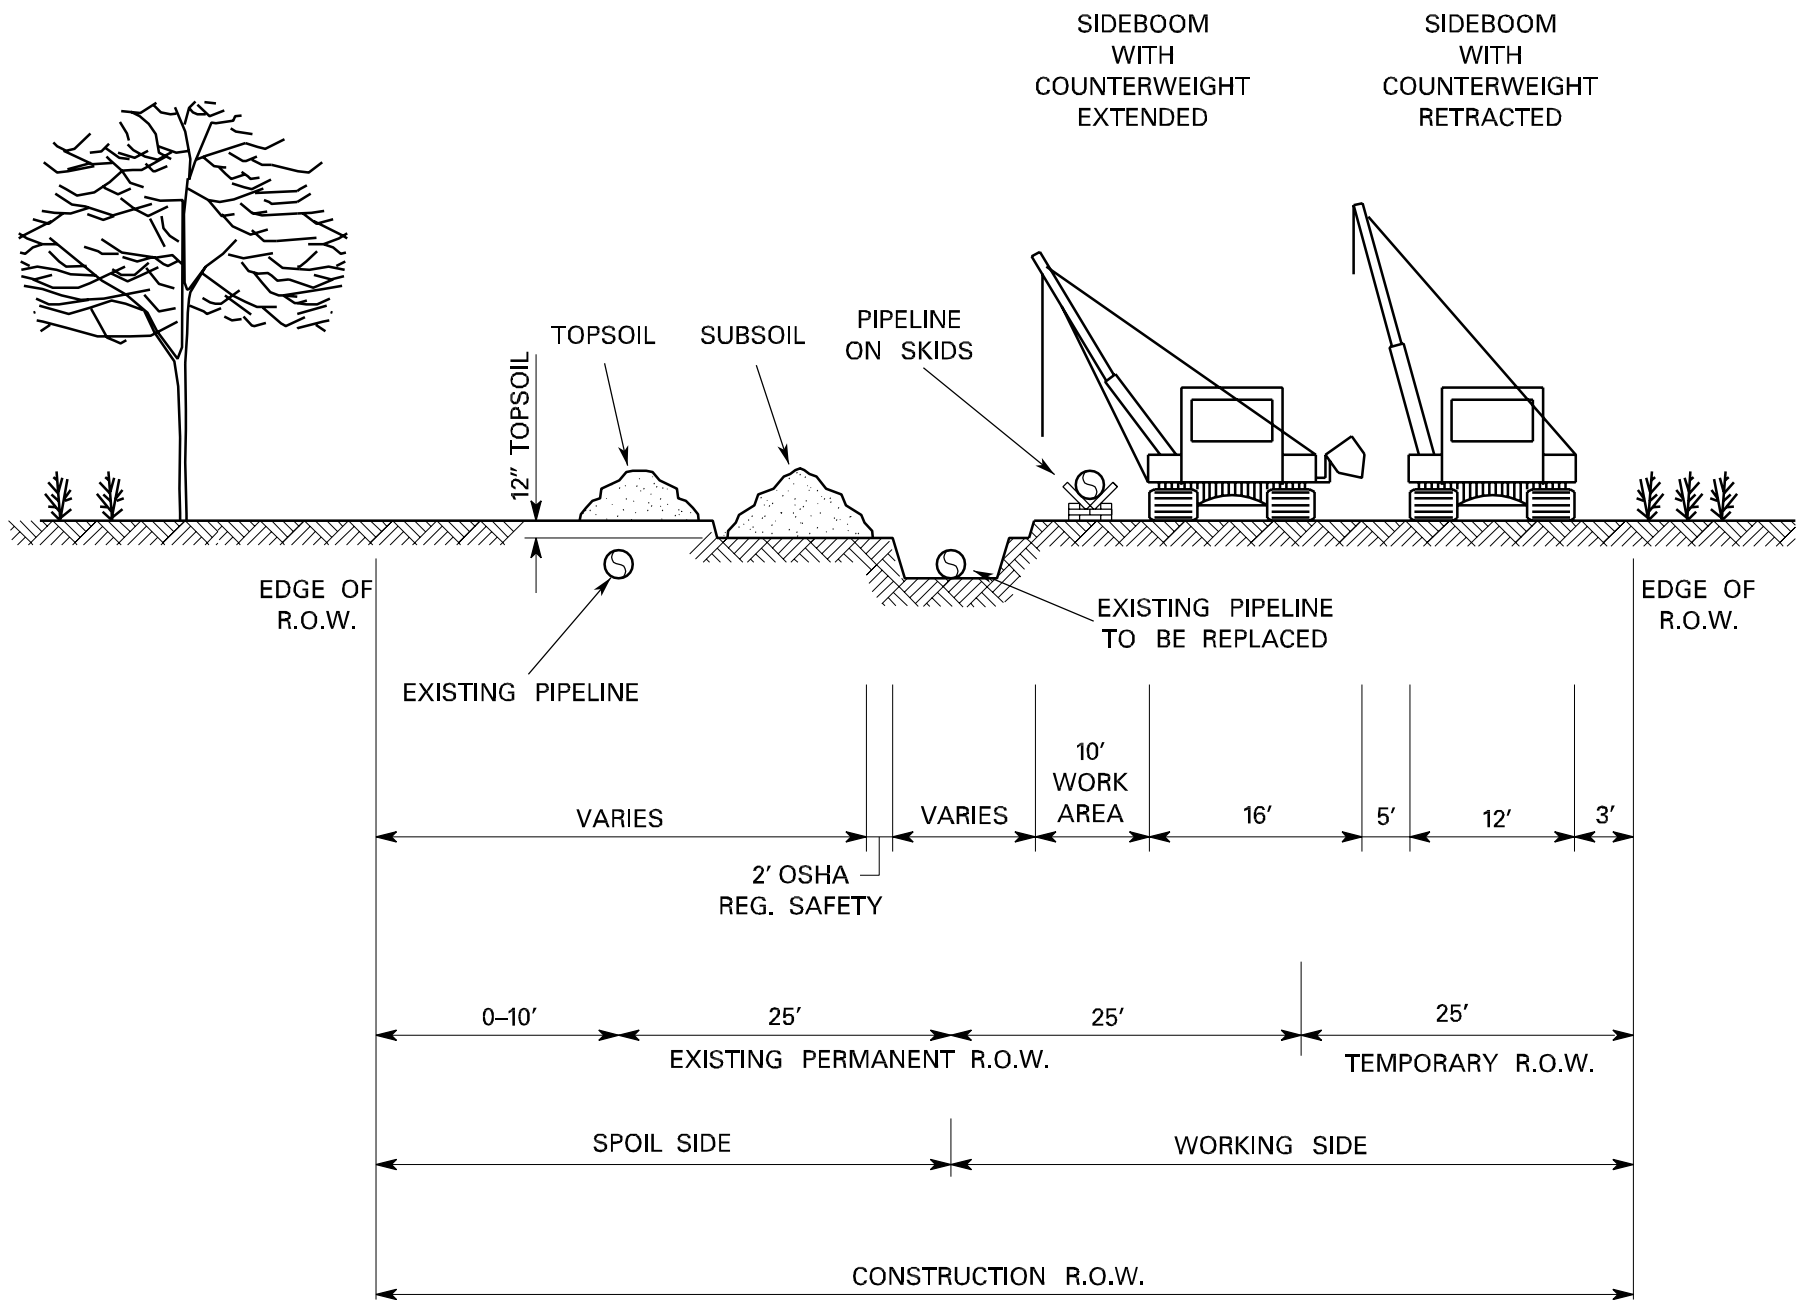 SIDEBOOM
WITH
COUNTERWEIGHT
EXTENDED
SIDEBOOM
WITH
COUNTERWEIGHT
RETRACTED
12" TOPSOIL
TOPSOIL
SUBSOIL
PIPELINE
ON SKIDS
EDGE OF
R.O.W.
EXISTING PIPELINE
EXISTING PIPELINE
TO BE REPLACED
EDGE OF
R.O.W.
VARIES
2' OSHA
REG. SAFETY
VARIES
10'
WORK
AREA
16'
5'
12'
3'
0–10'
25'
25'
25'
EXISTING PERMANENT R.O.W.
TEMPORARY R.O.W.
SPOIL SIDE
WORKING SIDE
CONSTRUCTION R.O.W.